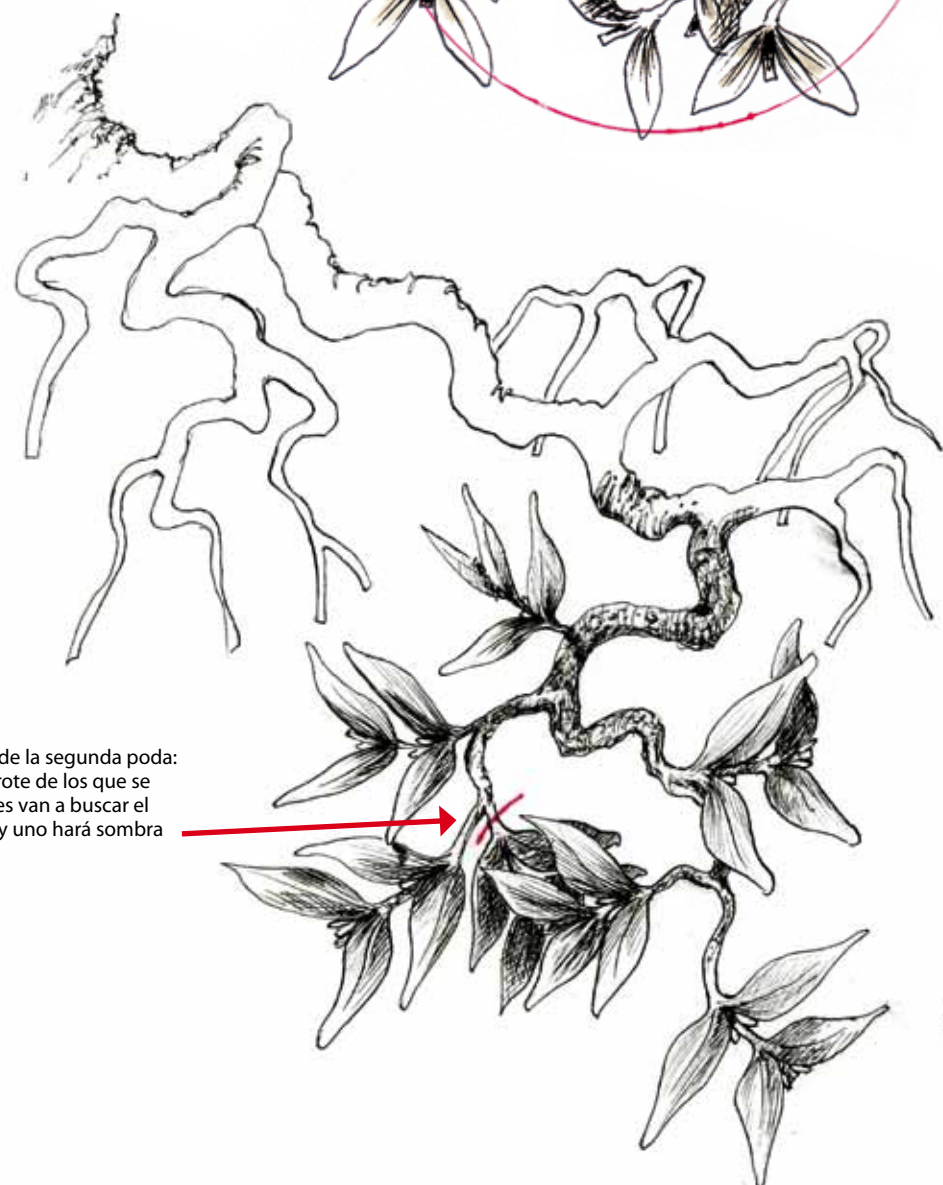 de la segunda poda:
rote de los que se
es van a buscar el
y uno hará sombra